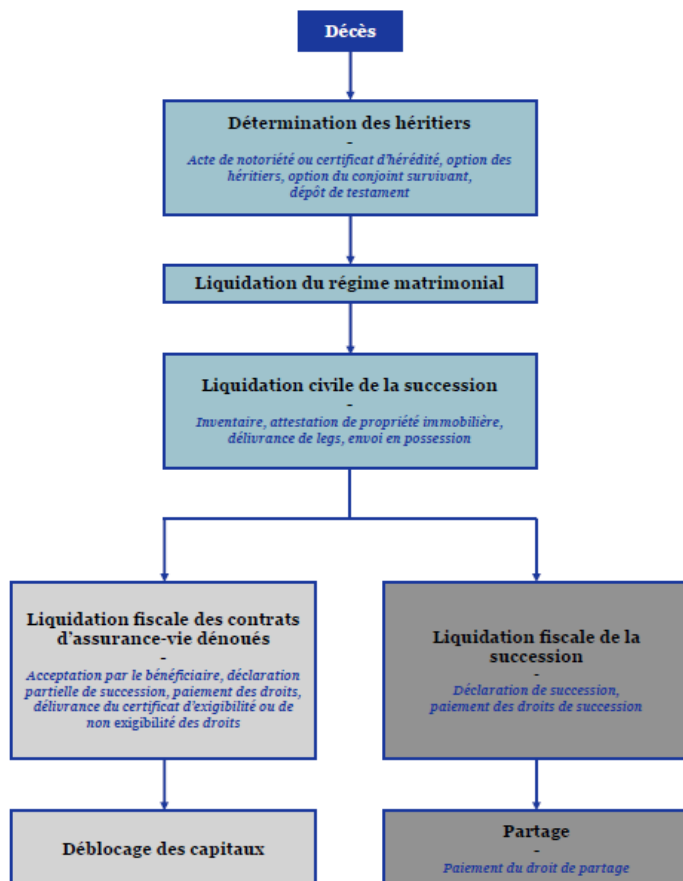 Décès
Détermination des héritiers
-
Acte de notoriété ou certificat d'hérédité, option des
héritiers, option du conjoint survivant,
dépôt de testament
Liquidation du régime matrimonial
Liquidation civile de la succession
-
Inventaire, attestation de propriété immobilière,
délivrance de legs, envoi en possession
Liquidation fiscale des contrats
d'assurance-vie dénoués
-
Acceptation par le bénéficiaire, déclaration
partielle de succession, paiement des droits,
délivrance du certificat d'exigibilité ou de
non exigibilité des droits
Liquidation fiscale de la
succession
-
Déclaration de succession,
paiement des droits de succession
Déblocage des capitaux
Partage
-
Paiement du droit de partage